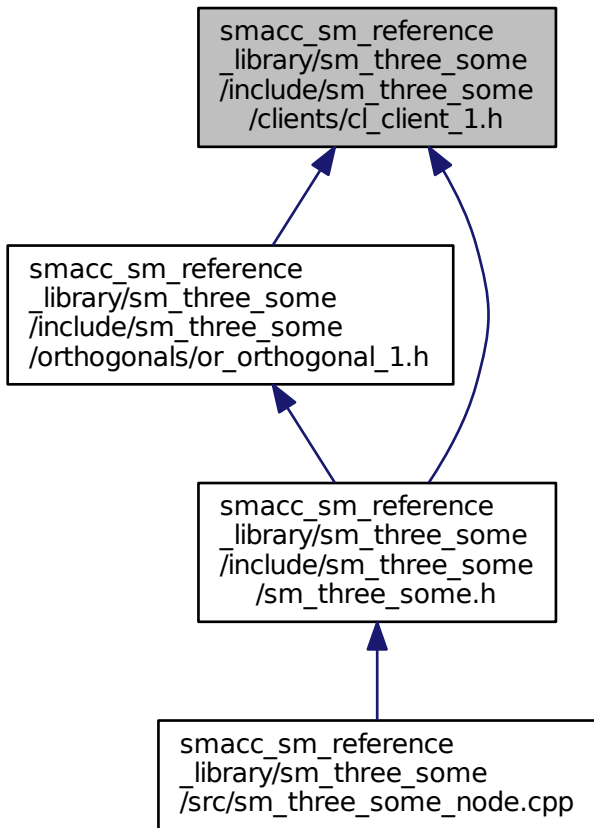 smacc_sm_reference
_library/sm_three_some
/include/sm_three_some
/clients/cl_client_1.h
smacc_sm_reference
_library/sm_three_some
/include/sm_three_some
/orthogonals/or_orthogonal_1.h
smacc_sm_reference
_library/sm_three_some
/include/sm_three_some
/sm_three_some.h
smacc_sm_reference
_library/sm_three_some
/src/sm_three_some_node.cpp